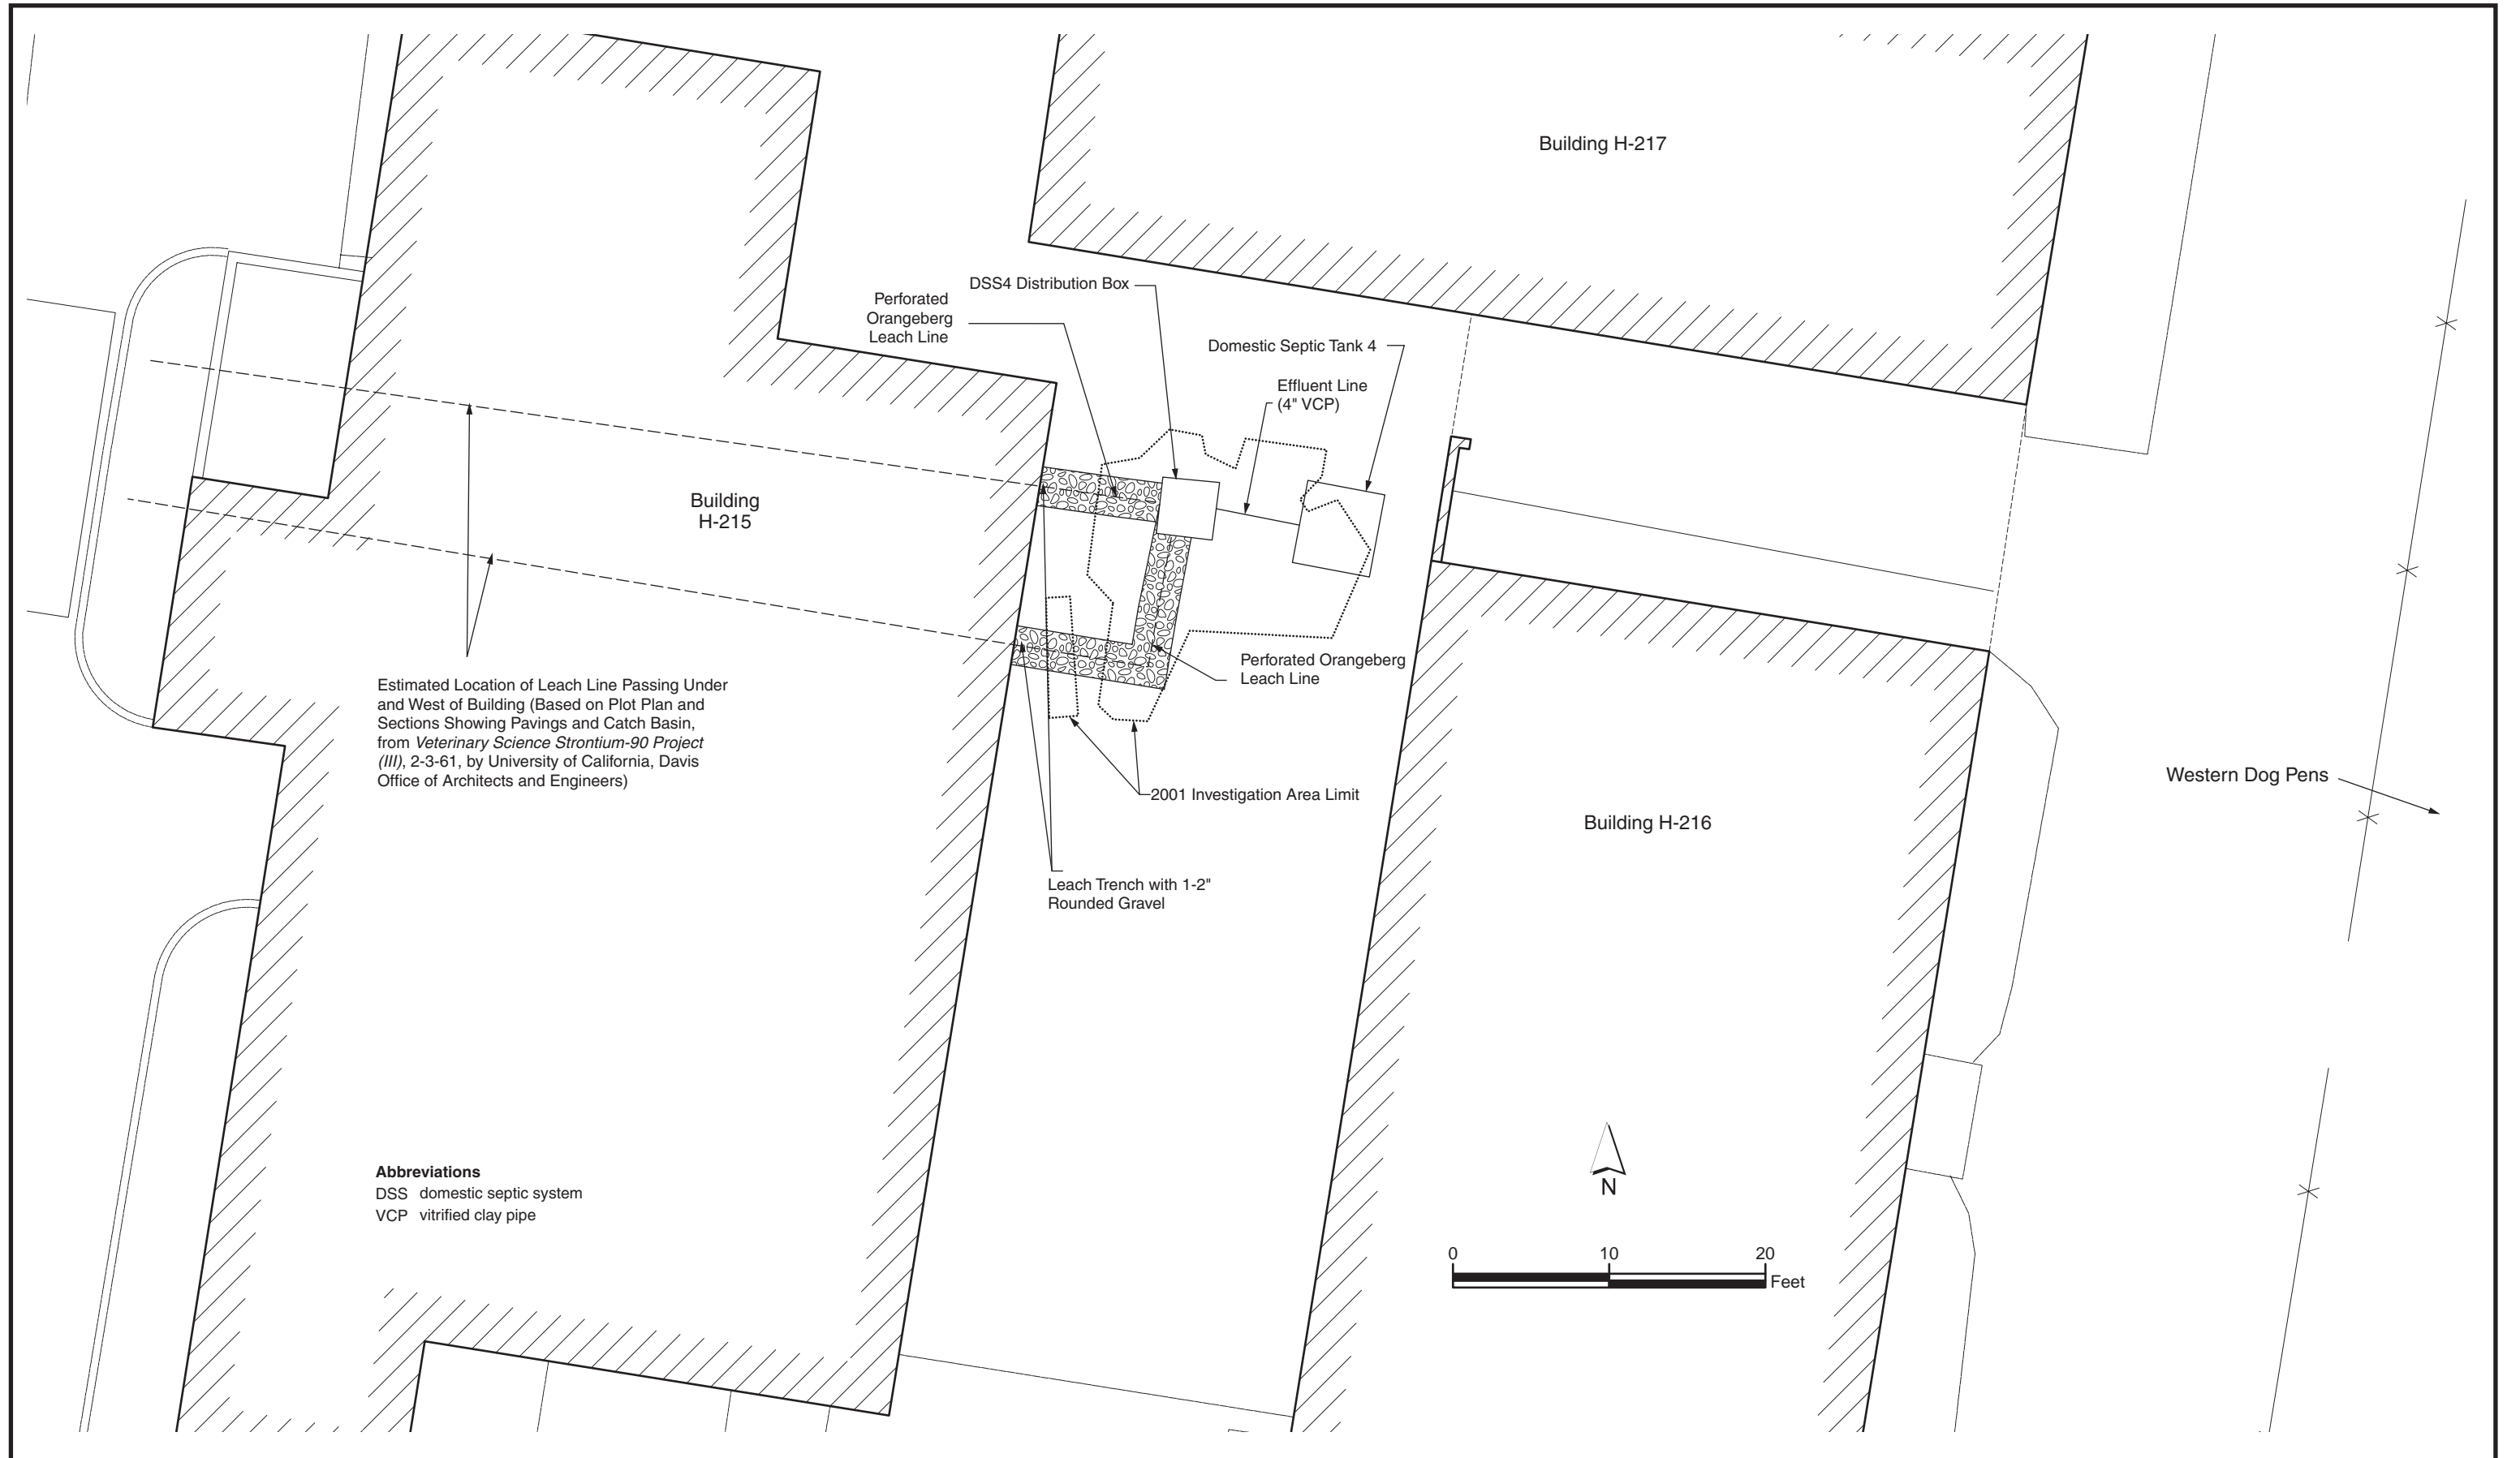 Building H-217
DSS4 Distribution Box
Perforated
Orangeberg
Leach Line
Domestic Septic Tank 4
Effluent Line
(4" VCP)
Building
H-215
Perforated Orangeberg
Leach Line
Estimated Location of Leach Line Passing Under
and West of Building (Based on Plot Plan and
Sections Showing Pavings and Catch Basin,
from Veterinary Science Strontium-90 Project
(III), 2-3-61, by University of California, Davis
Office of Architects and Engineers)
2001 Investigation Area Limit
Western Dog Pens
Building H-216
Leach Trench with 1-2"
Rounded Gravel
Abbreviations
DSS domestic septic system
VCP vitrified clay pipe
N
0 10 20
Feet